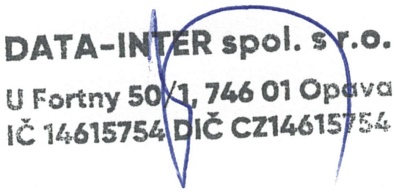 DATA-INTER spol. s r.o.
U Fortny 50/1, 746 01 Opava
IČ 14615754 DIČ CZ14615754